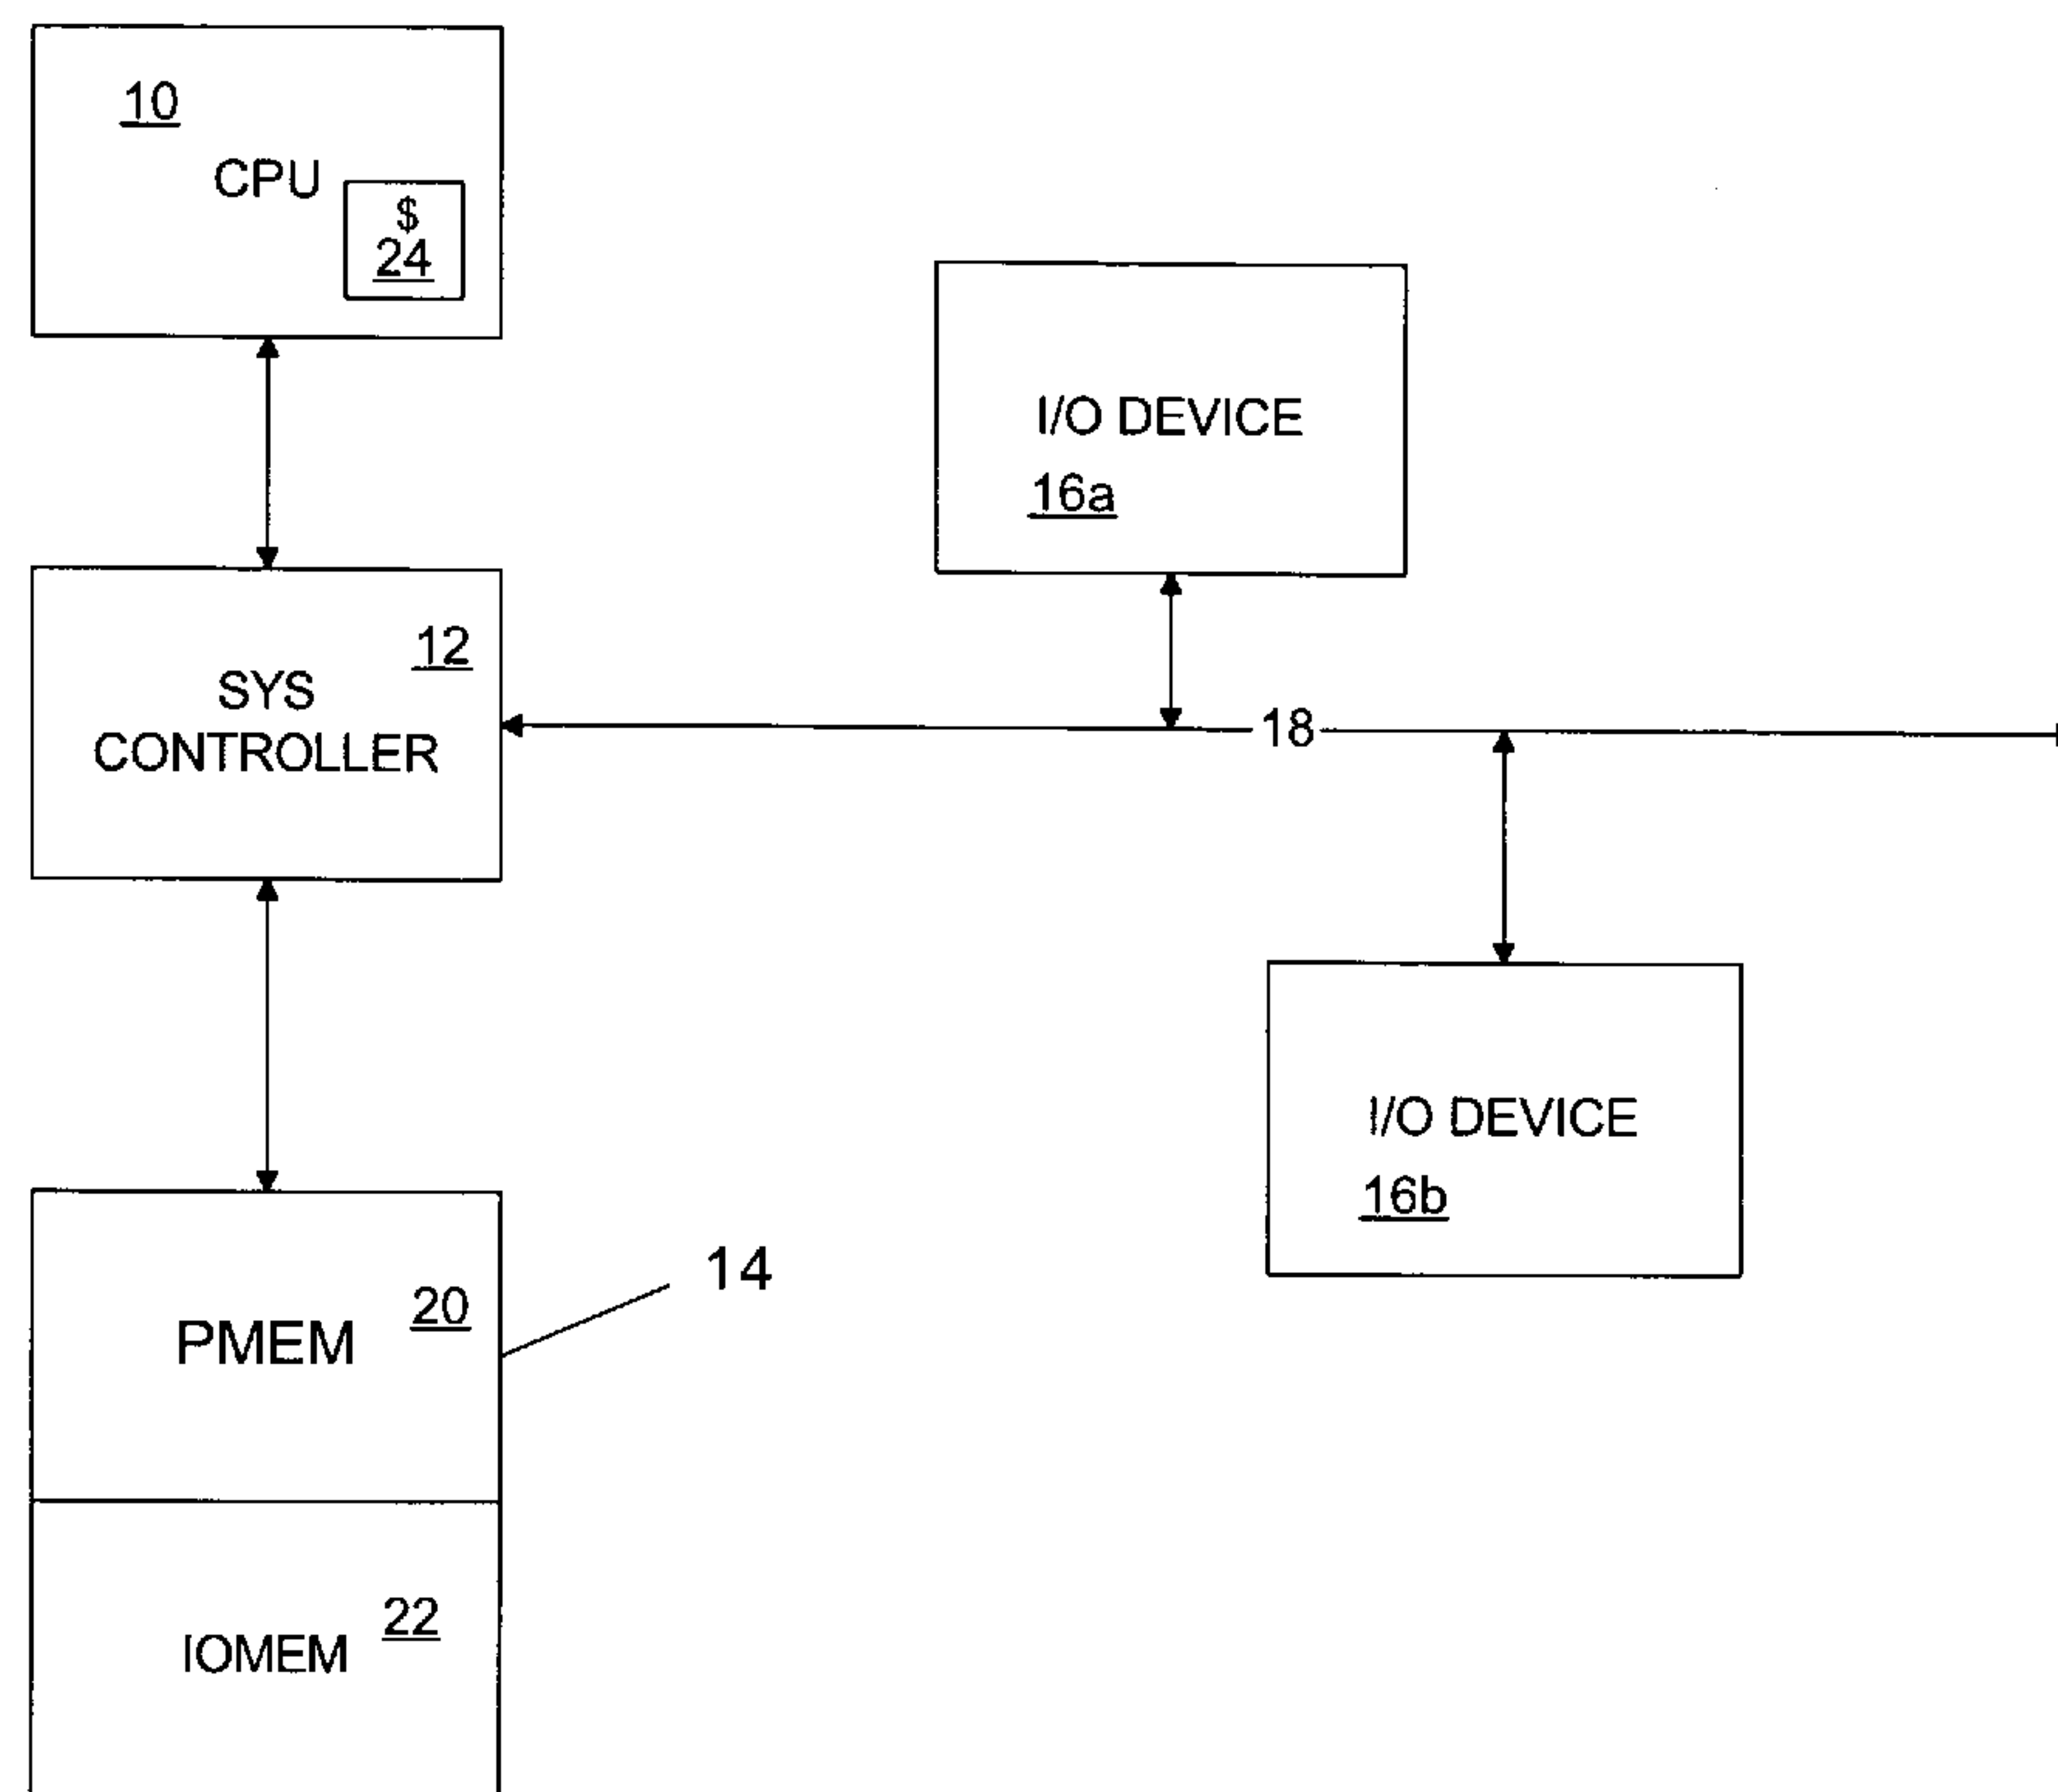 10
CPU
$
24
I/O DEVICE
16a
12
SYS
CONTROLLER
18
I/O DEVICE
16b
14
20
PMEM
22
IOMEM